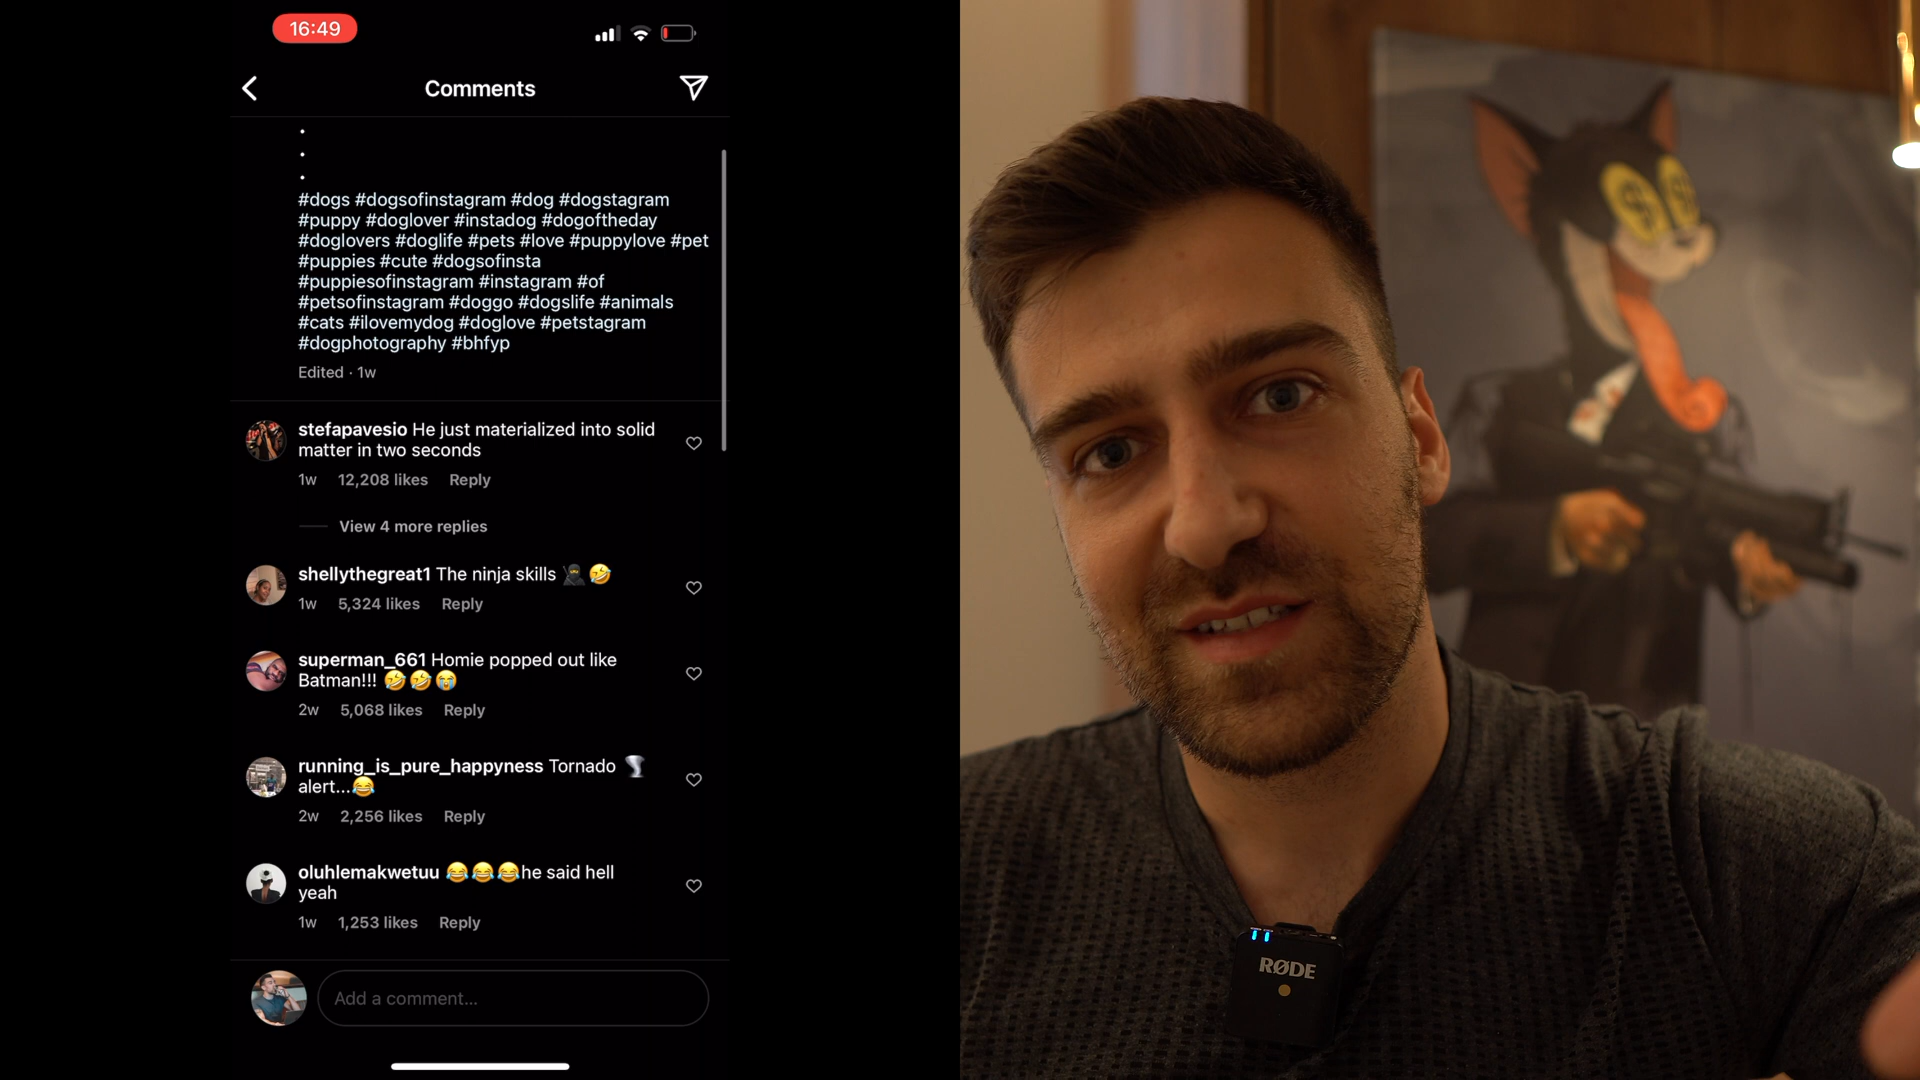 16:49
Comments
#dogs #dogsofinstagram #dog #dogstagram
#puppy #doglover #instadog #dogoftheday
#doglovers #doglife #pets #love #puppylove #pet
#puppies #cute #dogsofinsta
#puppiesofinstagram #instagram #of
#petsofinstagram #doggo #dogslife #animals
#cats #ilovemydog #doglove #petstagram
#dogphotography #bhfyp
Edited · 1w
stefapavesio He just materialized into solid
matter in two seconds
1w 12,208 likes Reply
View 4 more replies
shellythegreat1 The ninja skills 🥷🤣
1w 5,324 likes Reply
superman_661 Homie popped out like
Batman!!! 🤣🤣😭
2w 5,068 likes Reply
running_is_pure_happyness Tornado 🌪️
alert...😂
2w 2,256 likes Reply
oluhlemakwetuu 😂😂😂he said hell
yeah
1w 1,253 likes Reply
Add a comment...
RØDE